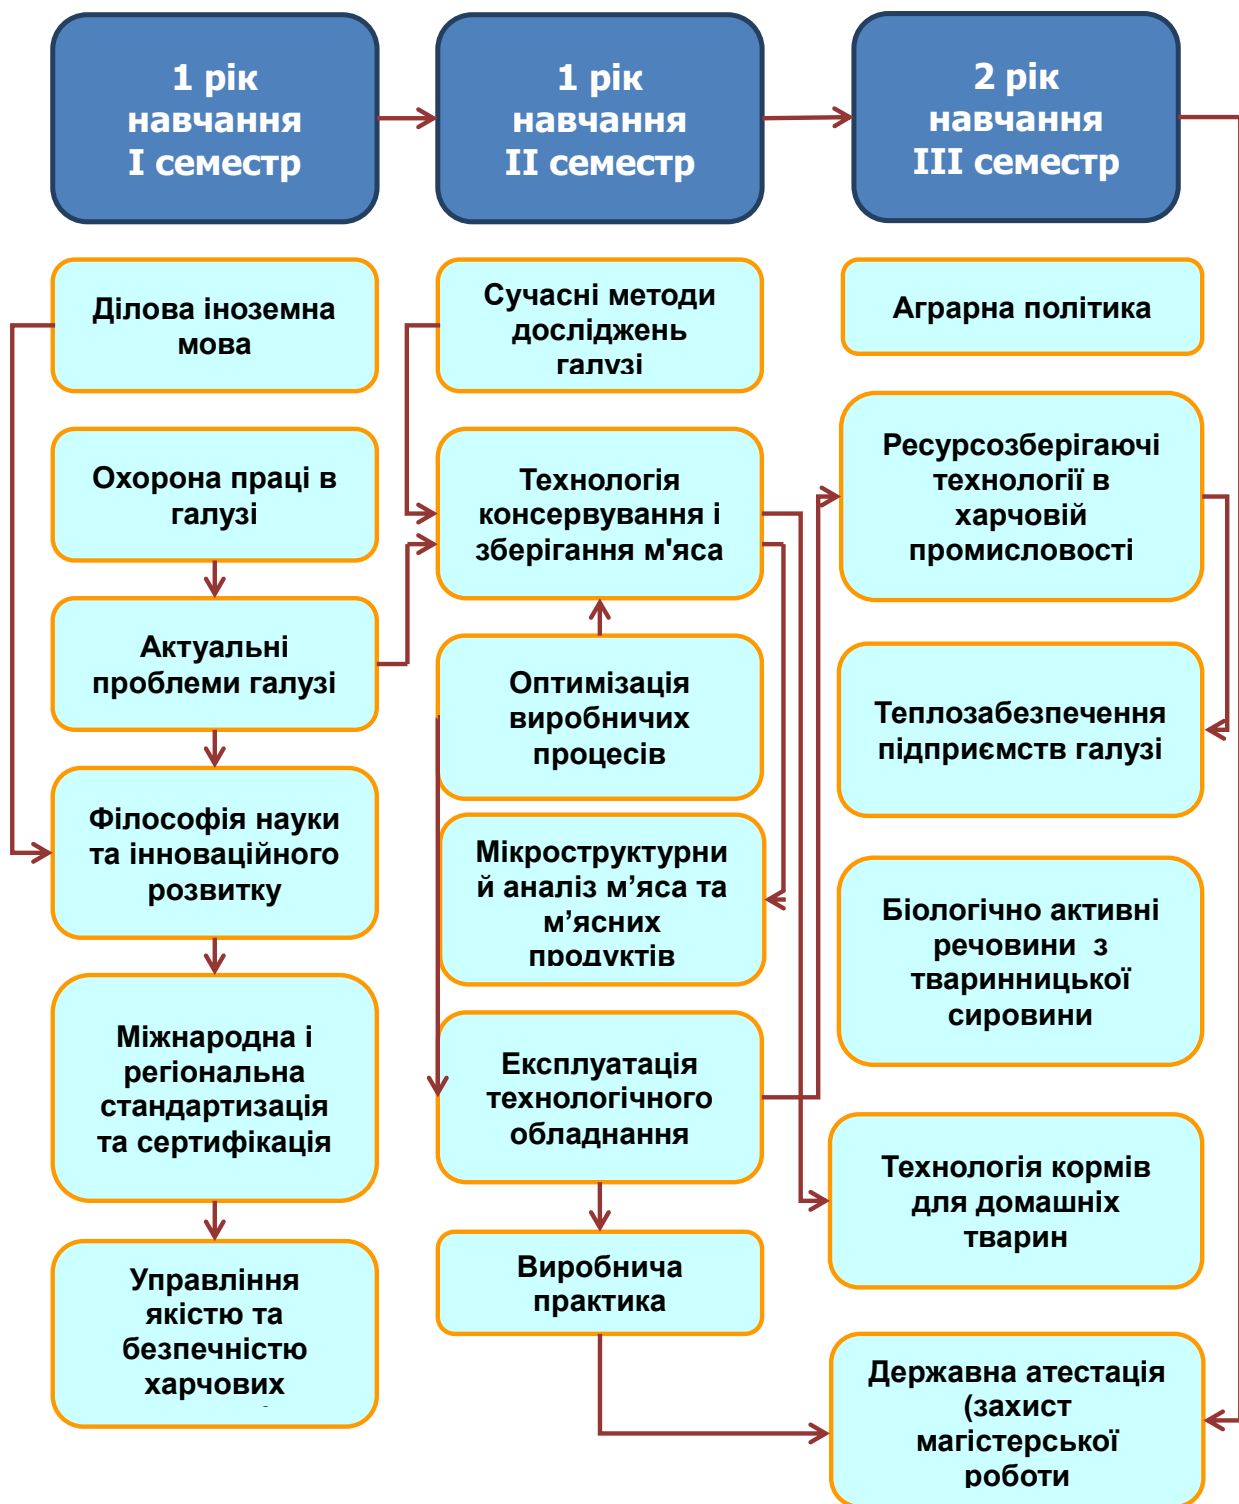 1 рік
навчання
I семестр
1 рік
навчання
II семестр
2 рік
навчання
III семестр
Ділова іноземна
мова
Охорона праці в
галузі
Актуальні
проблеми галузі
Філософія науки
та інноваційного
розвитку
Міжнародна і
регіональна
стандартизація
та сертифікація
Управління
якістю та
безпечністю
харчових
Сучасні методи
досліджень
галузі
Технологія
консервування і
зберігання м'яса
Оптимізація
виробничих
процесів
Мікроструктурни
й аналіз м’яса та
м’ясних
продуктів
Експлуатація
технологічного
обладнання
Виробнича
практика
Аграрна політика
Ресурсозберігаючі
технології в
харчовій
промисловості
Теплозабезпечення
підприємств галузі
Біологічно активні
речовини з
тваринницької
сировини
Технологія кормів
для домашніх
тварин
Державна атестація
(захист
магістерської
роботи